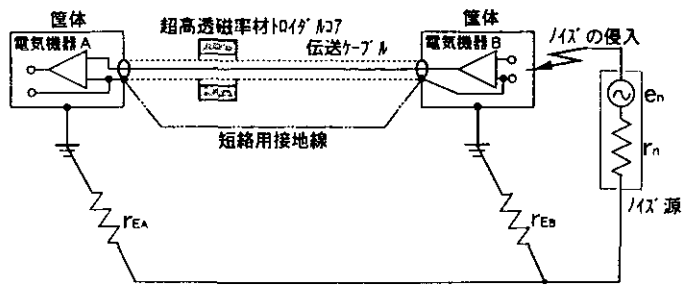 筐体
電気機器A
超高透磁率材トロイダルコア
伝送ケーブル
筐体
電気機器B
ノイズの侵入
短絡用接地線
en
rn
ノイズ源
rEA
rEB